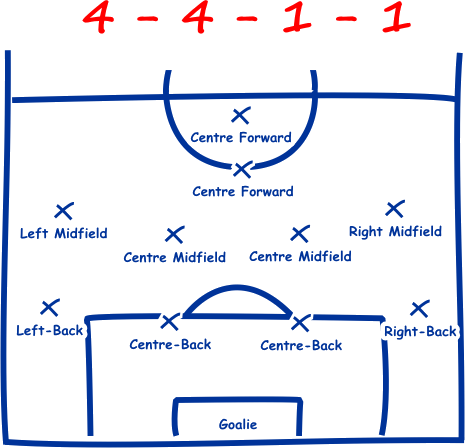 4 - 4 - 1 - 1
Centre Forward
Centre Forward
Left Midfield
Right Midfield
Centre Midfield
Centre Midfield
Left-Back
Right-Back
Centre-Back
Centre-Back
Goalie